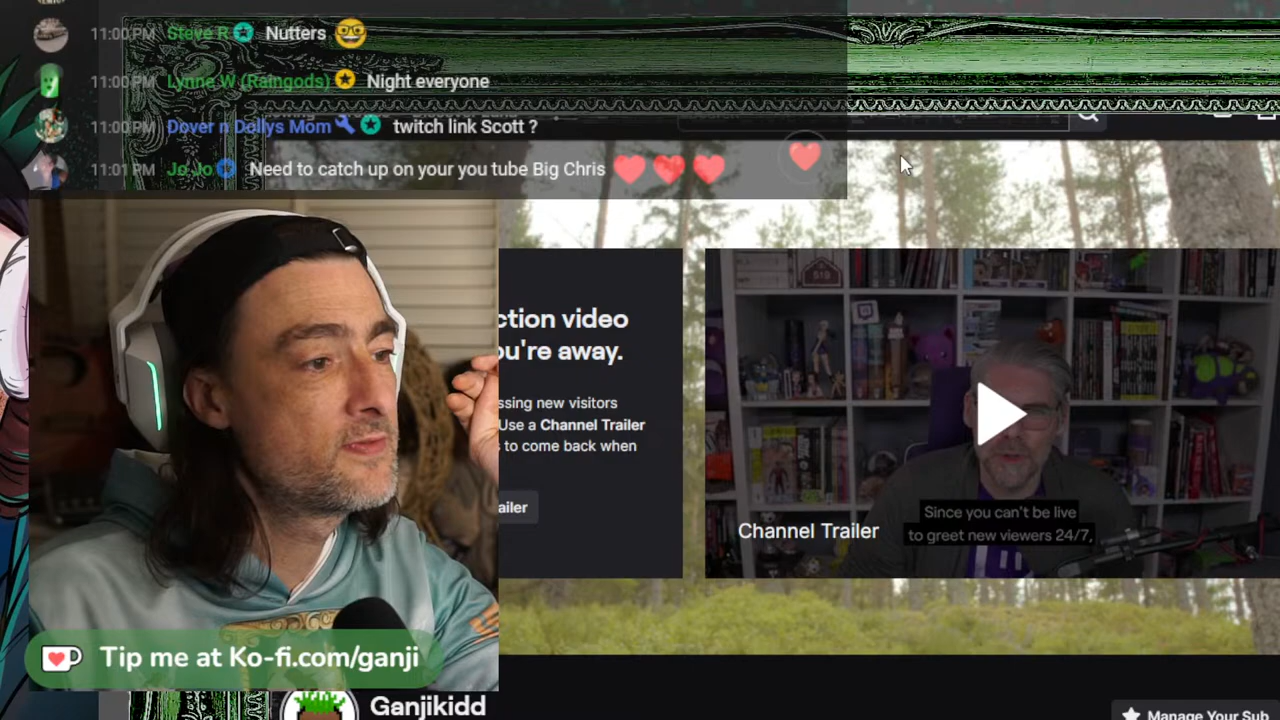 11:00 PM Steve R Nutters
11:00 PM Lynne W (Raingods) Night everyone
11:00 PM Dover n Dellys Mom twitch link Scott ?
11:01 PM Jo Jo Need to catch up on your you tube Big Chris
ction video
ou're away.
ssing new visitors
Use a Channel Trailer
s to come back when
ailer
Channel Trailer
Since you can't be live
to greet new viewers 24/7,
Tip me at Ko-fi.com/ganji
Ganjikidd
Manage Your Sub